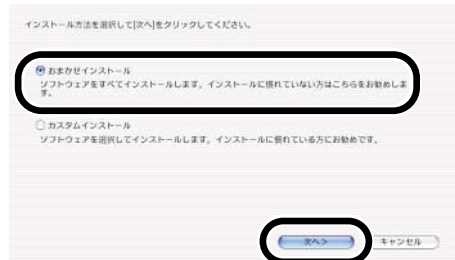 インストール方法を選択して[次へ]をクリックしてください。
おまかせインストール
ソフトウェアをすべてインストールします。インストールに慣れていない方はこちらをお勧めしま
す。
カスタムインストール
ソフトウェアを選択してインストールします。インストールに慣れている方にお勧めです。
次へ>
キャンセル